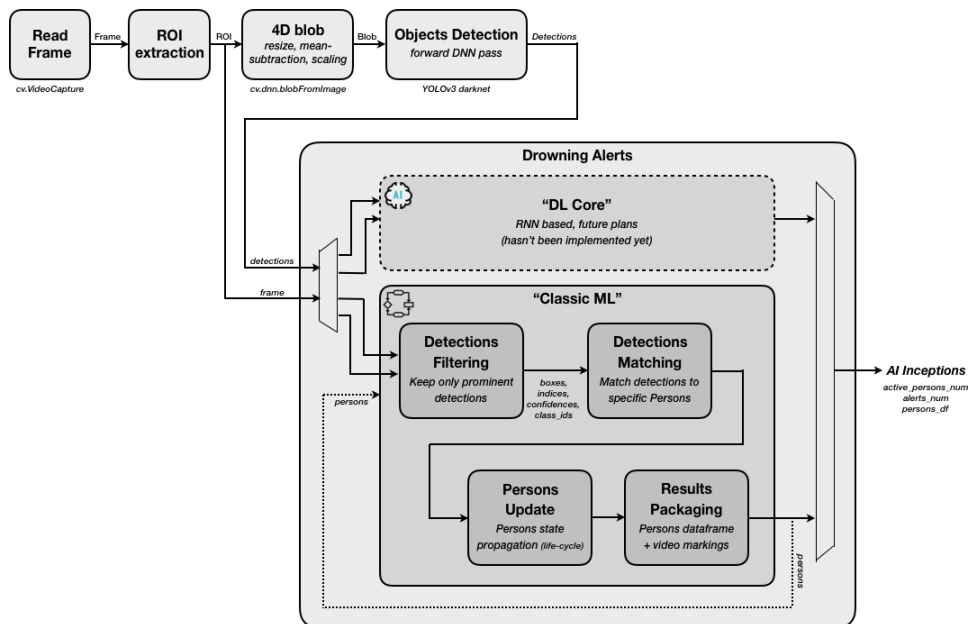 Read
Frame
Frame
ROI
extraction
ROI
4D blob
resize, mean-
subtraction, scaling
Blob
Objects Detection
forward DNN pass
Detections
cv.VideoCapture
cv.dnn.blobFromImage
YOLOv3 darknet
Drowning Alerts
AI
“DL Core”
RNN based, future plans
(hasn’t been implemented yet)
detections
frame
“Classic ML”
Detections
Filtering
Keep only prominent
detections
boxes,
indices,
confidences,
class_ids
Detections
Matching
Match detections to
specific Persons
persons
AI Inceptions
active_persons_num
alerts_num
persons_df
Persons
Update
Persons state
propagation (life-cycle)
Results
Packaging
Persons dataframe
+ video markings
persons